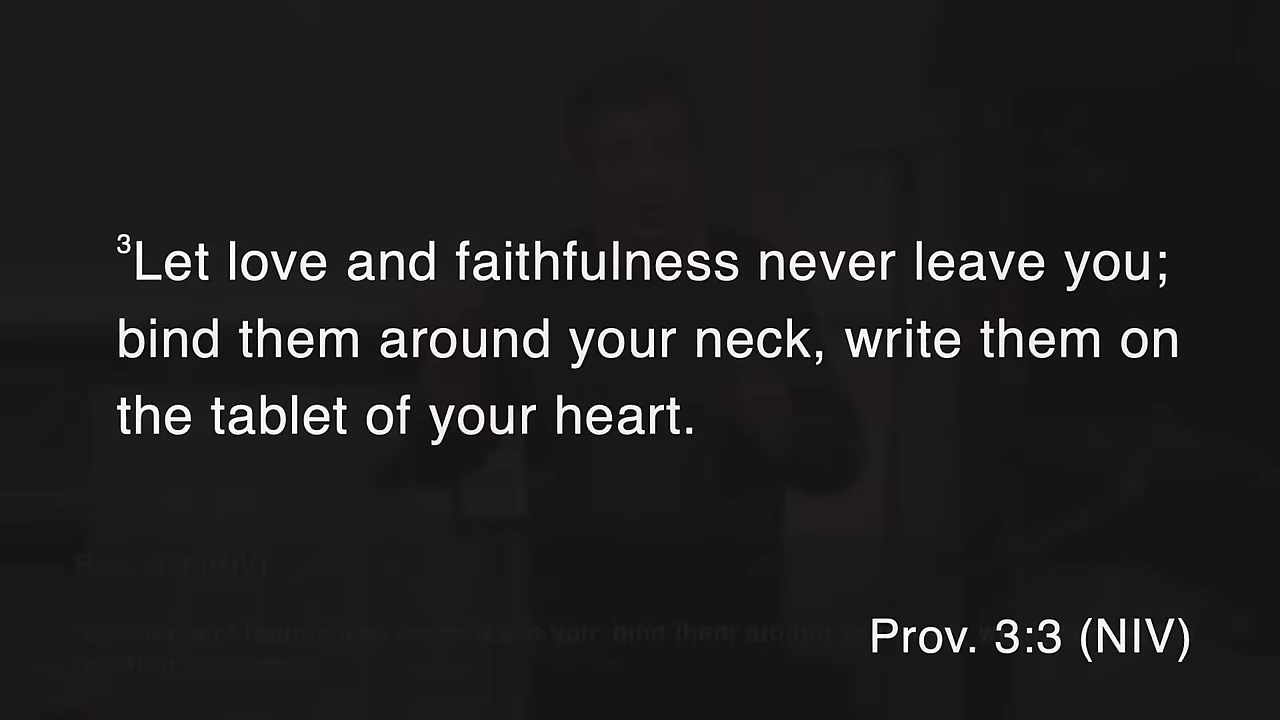 ³Let love and faithfulness never leave you;
bind them around your neck, write them on
the tablet of your heart.
Prov. 3:3 (NIV)